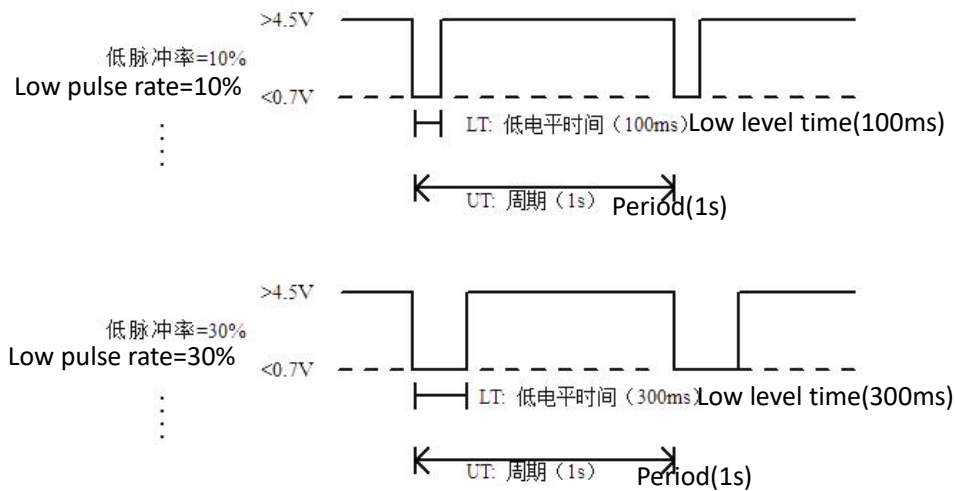 >4.5V
低脉冲率=10%
Low pulse rate=10%
<0.7V
LT: 低电平时间（100ms）Low level time(100ms)
UT: 周期（1s） Period(1s)
>4.5V
低脉冲率=30%
Low pulse rate=30%
<0.7V
LT: 低电平时间（300ms）Low level time(300ms)
UT: 周期（1s） Period(1s)